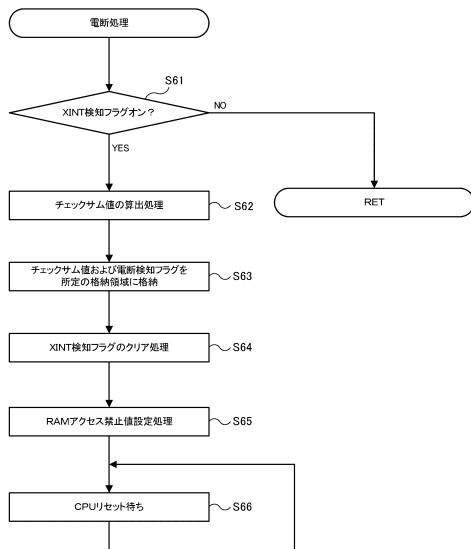 電断処理
S61
XINT検知フラグオン？
NO
YES
RET
チェックサム値の算出処理
S62
チェックサム値および電断検知フラグを
所定の格納領域に格納
S63
XINT検知フラグのクリア処理
S64
RAMアクセス禁止値設定処理
S65
CPUリセット待ち
S66